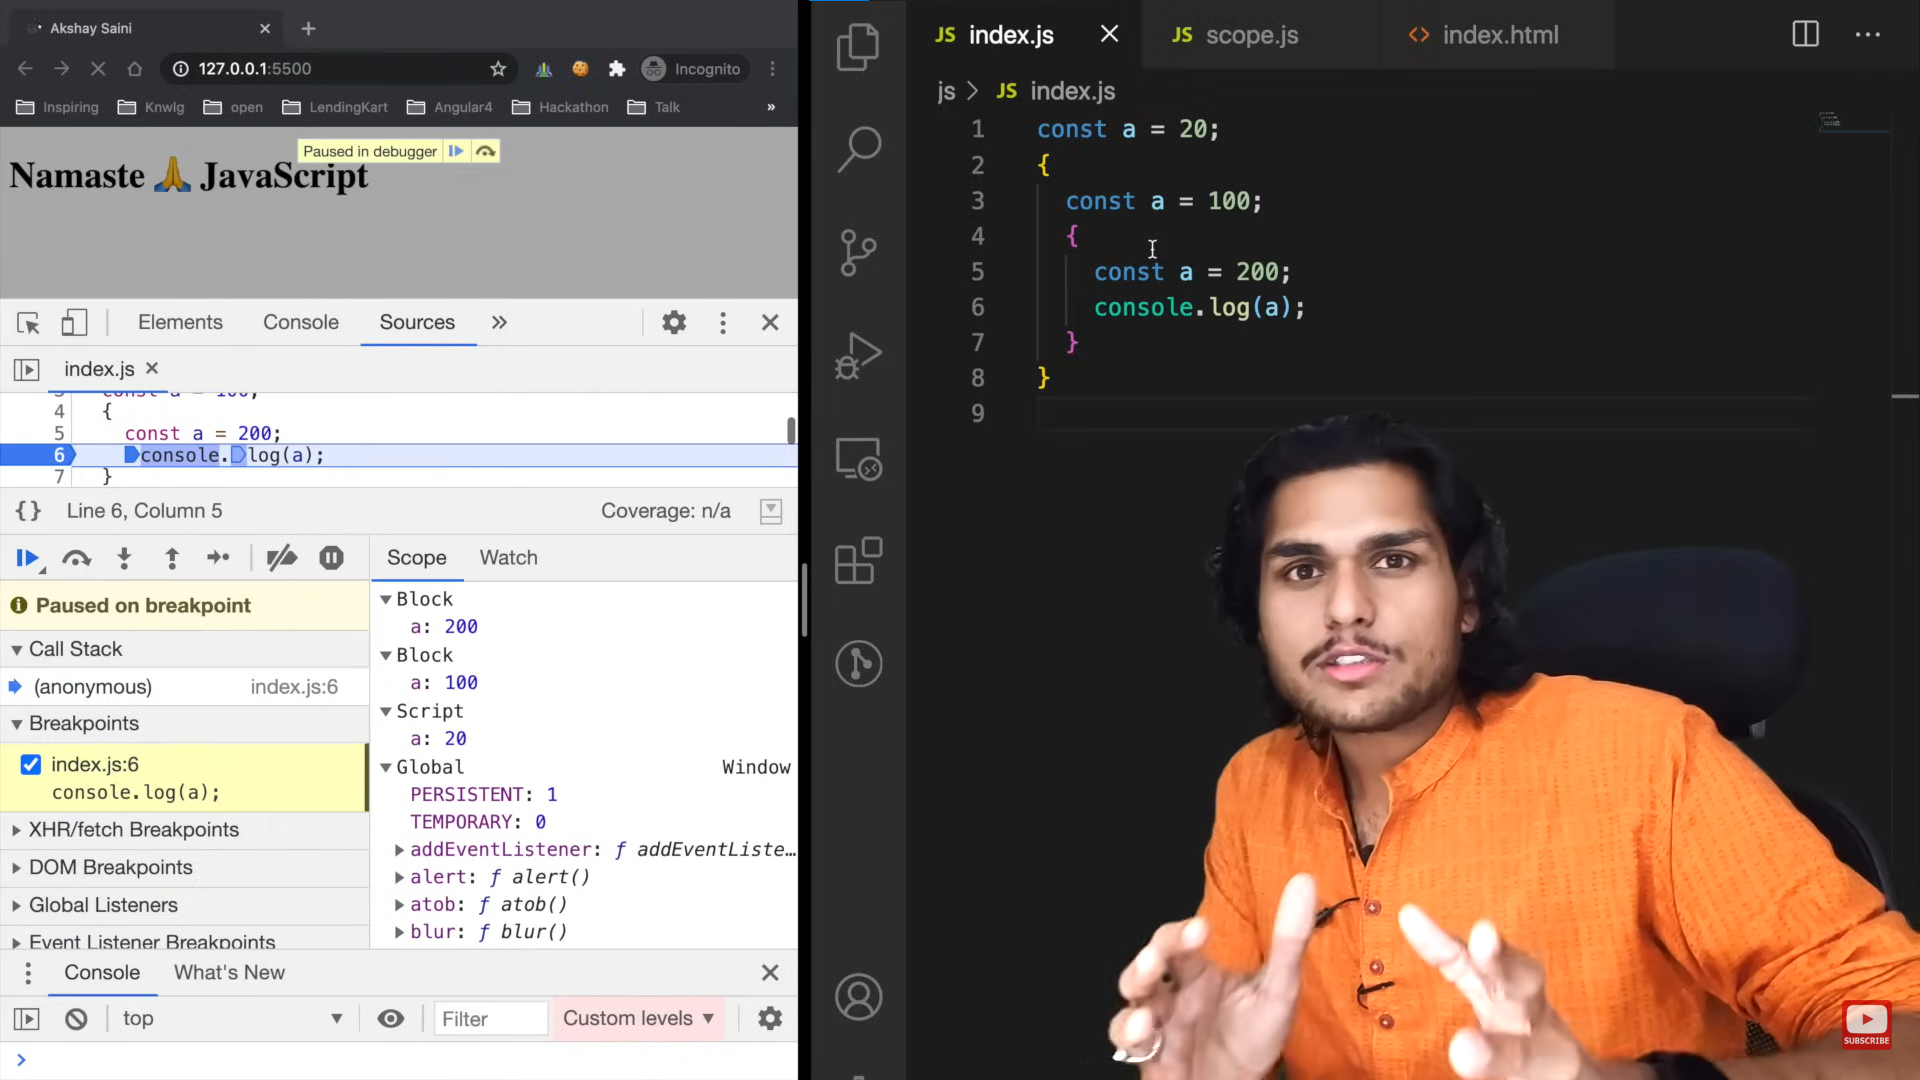 Akshay Saini
127.0.0.1:5500
Incognito
Inspiring
Knwlg
open
LendingKart
Angular4
Hackathon
Talk
»
Paused in debugger
Namaste 🙏 JavaScript
Elements
Console
Sources
»
index.js
3 const a = 100;
4 {
5 const a = 200;
6 console.log(a);
7 }
{} Line 6, Column 5
Coverage: n/a
Paused on breakpoint
Call Stack
(anonymous) index.js:6
Breakpoints
index.js:6
console.log(a);
XHR/fetch Breakpoints
DOM Breakpoints
Global Listeners
Event Listener Breakpoints
Scope
Watch
Block
a: 200
Block
a: 100
Script
a: 20
Global Window
PERSISTENT: 1
TEMPORARY: 0
addEventListener: ƒ addEventListe…
alert: ƒ alert()
atob: ƒ atob()
blur: ƒ blur()
Console
What's New
top
Filter
Custom levels
JS index.js
JS scope.js
<> index.html
js > JS index.js
1 const a = 20;
2 {
3 const a = 100;
4 {
5 const a = 200;
6 console.log(a);
7 }
8 }
9
SUBSCRIBE